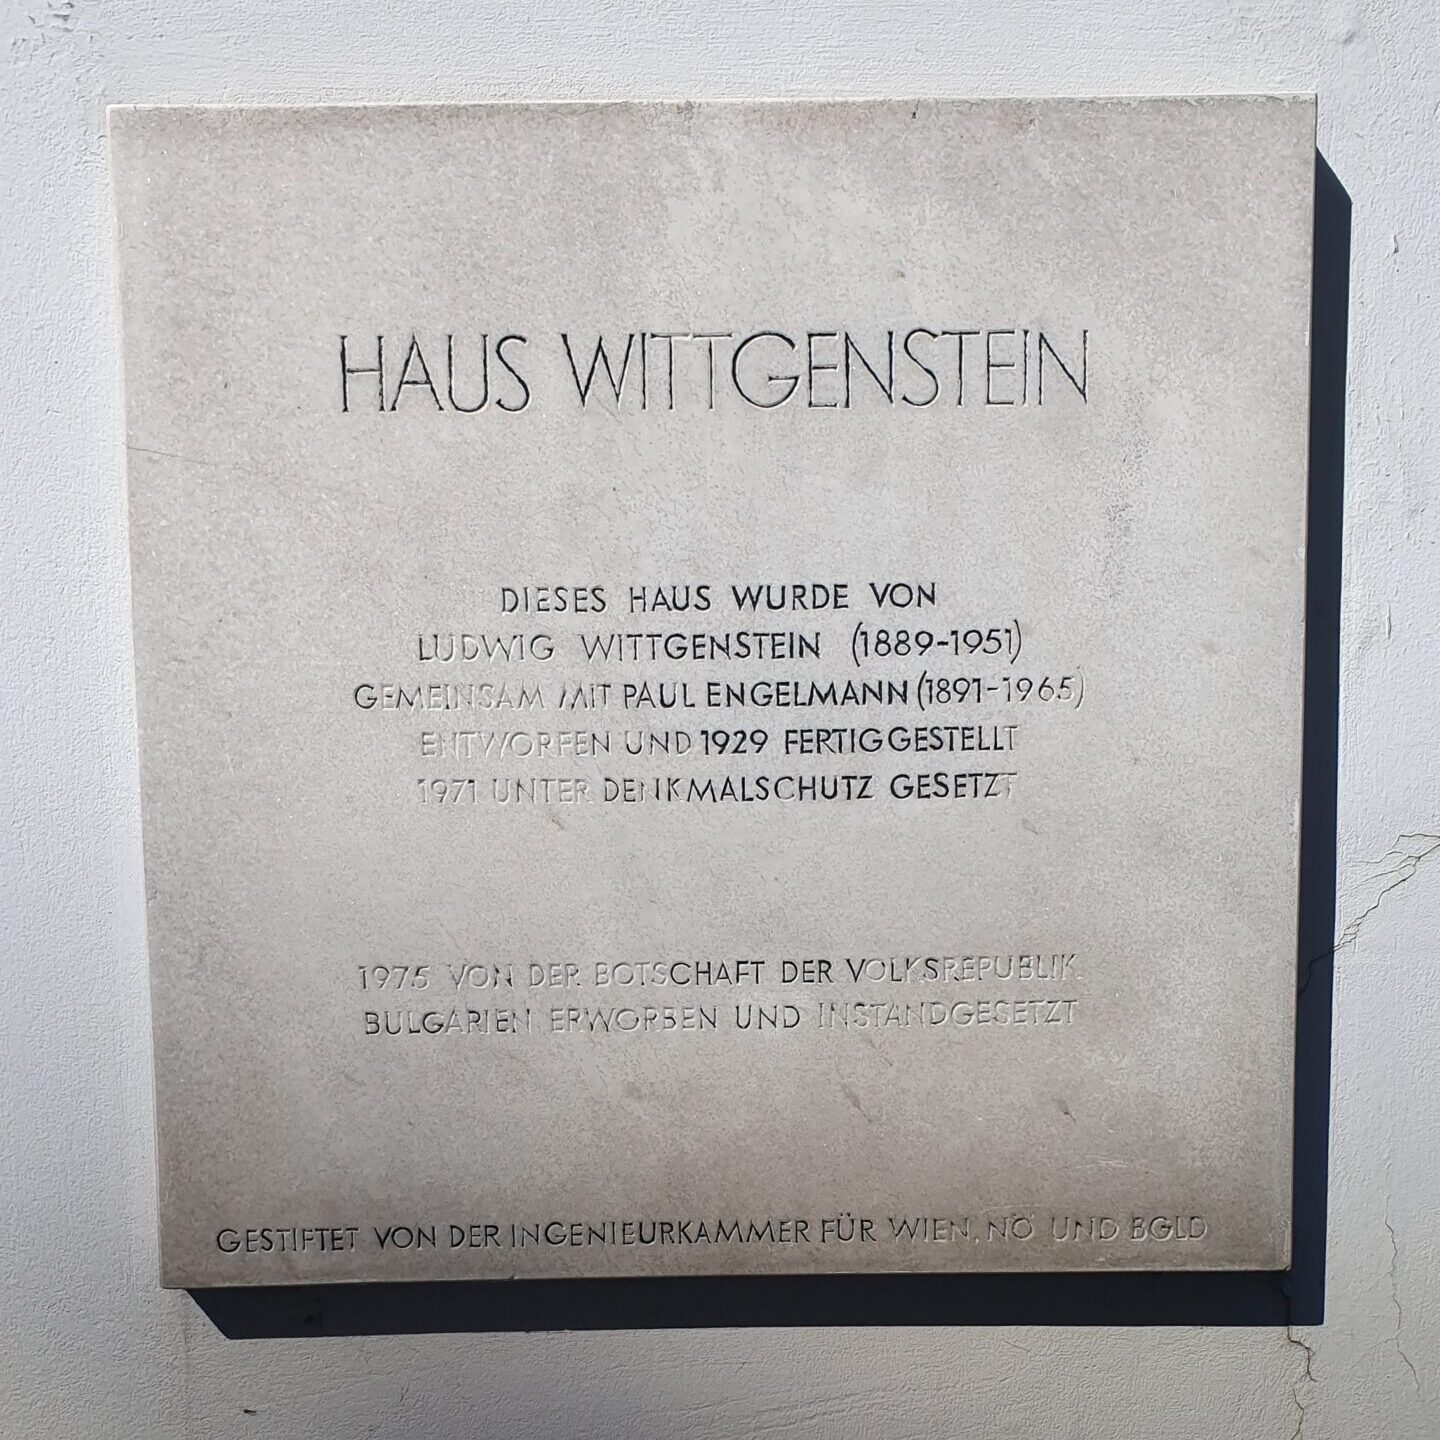 HAUS WITTGENSTEIN
DIESES HAUS WURDE VON
LUDWIG WITTGENSTEIN (1889-1951)
GEMEINSAM MIT PAUL ENGELMANN (1891-1965)
ENTWORFEN UND 1929 FERTIGGESTELLT
1971 UNTER DENKMALSCHUTZ GESETZT
1975 VON DER BOTSCHAFT DER VOLKSREPUBLIK
BULGARIEN ERWORBEN UND INSTANDGESETZT
GESTIFTET VON DER INGENIEURKAMMER FÜR WIEN, NÖ UND BGLD